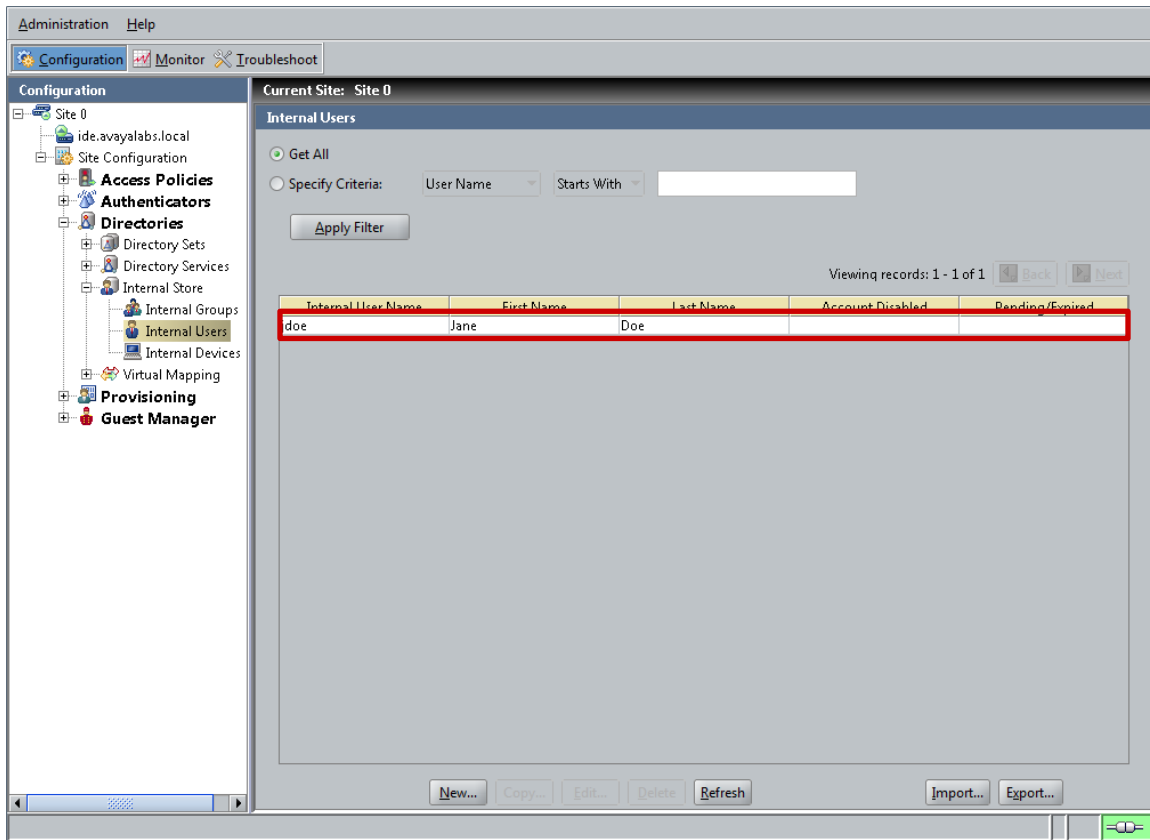 Administration Help
Configuration Monitor Troubleshoot
Configuration
Site 0
ide.avayalabs.local
Site Configuration
Access Policies
Authenticators
Directories
Directory Sets
Directory Services
Internal Store
Internal Groups
Internal Users
Internal Devices
Virtual Mapping
Provisioning
Guest Manager
Current Site: Site 0
Internal Users
Get All
Specify Criteria: User Name Starts With
Apply Filter
Viewing records: 1 - 1 of 1 Back Next
Internal User Name First Name Last Name Account Disabled Pending/Expired
doe Jane Doe
New... Copy... Edit... Delete Refresh Import... Export...